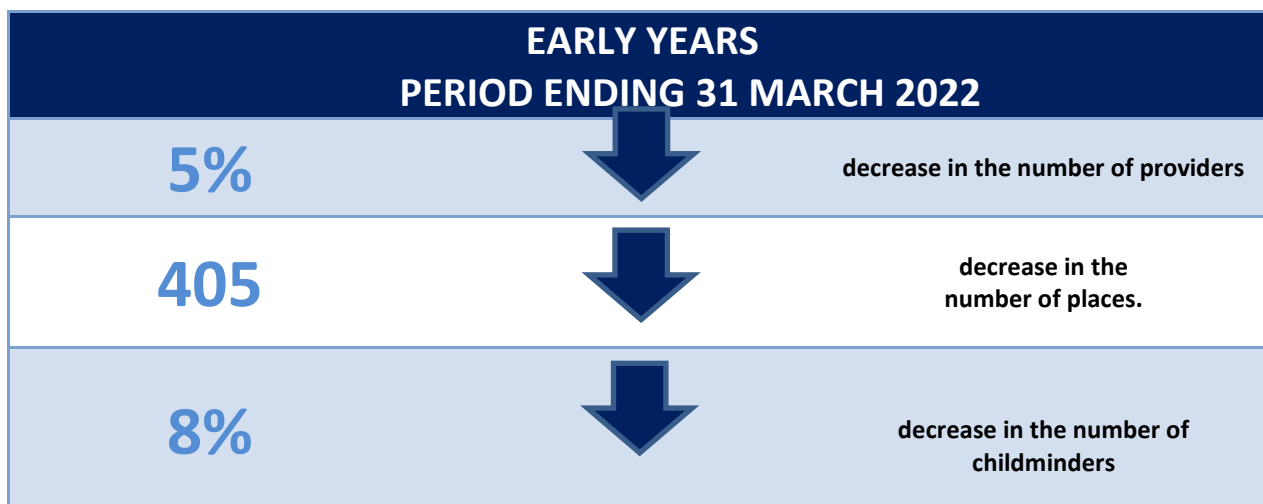 EARLY YEARS
PERIOD ENDING 31 MARCH 2022
5%
decrease in the number of providers
405
decrease in the
number of places.
8%
decrease in the number of
childminders